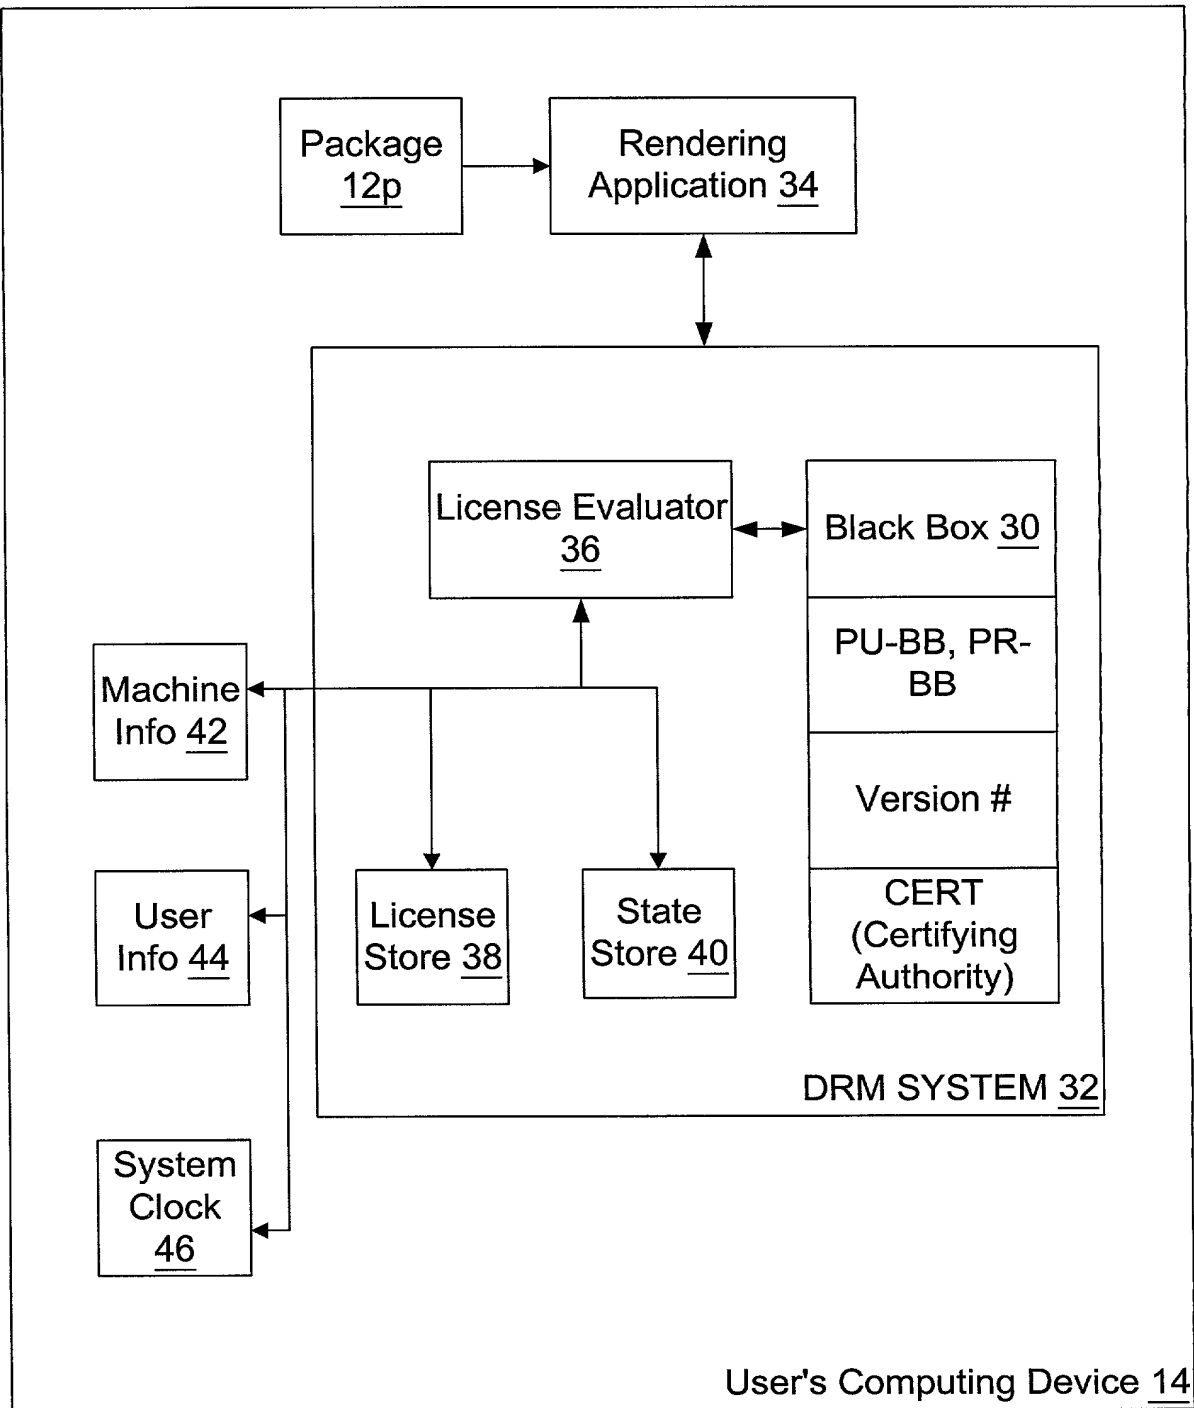 Package
12p
Rendering
Application 34
License Evaluator
36
Black Box 30
PU-BB, PR-
BB
Version #
CERT
(Certifying
Authority)
Machine
Info 42
User
Info 44
License
Store 38
State
Store 40
DRM SYSTEM 32
System
Clock
46
User's Computing Device 14